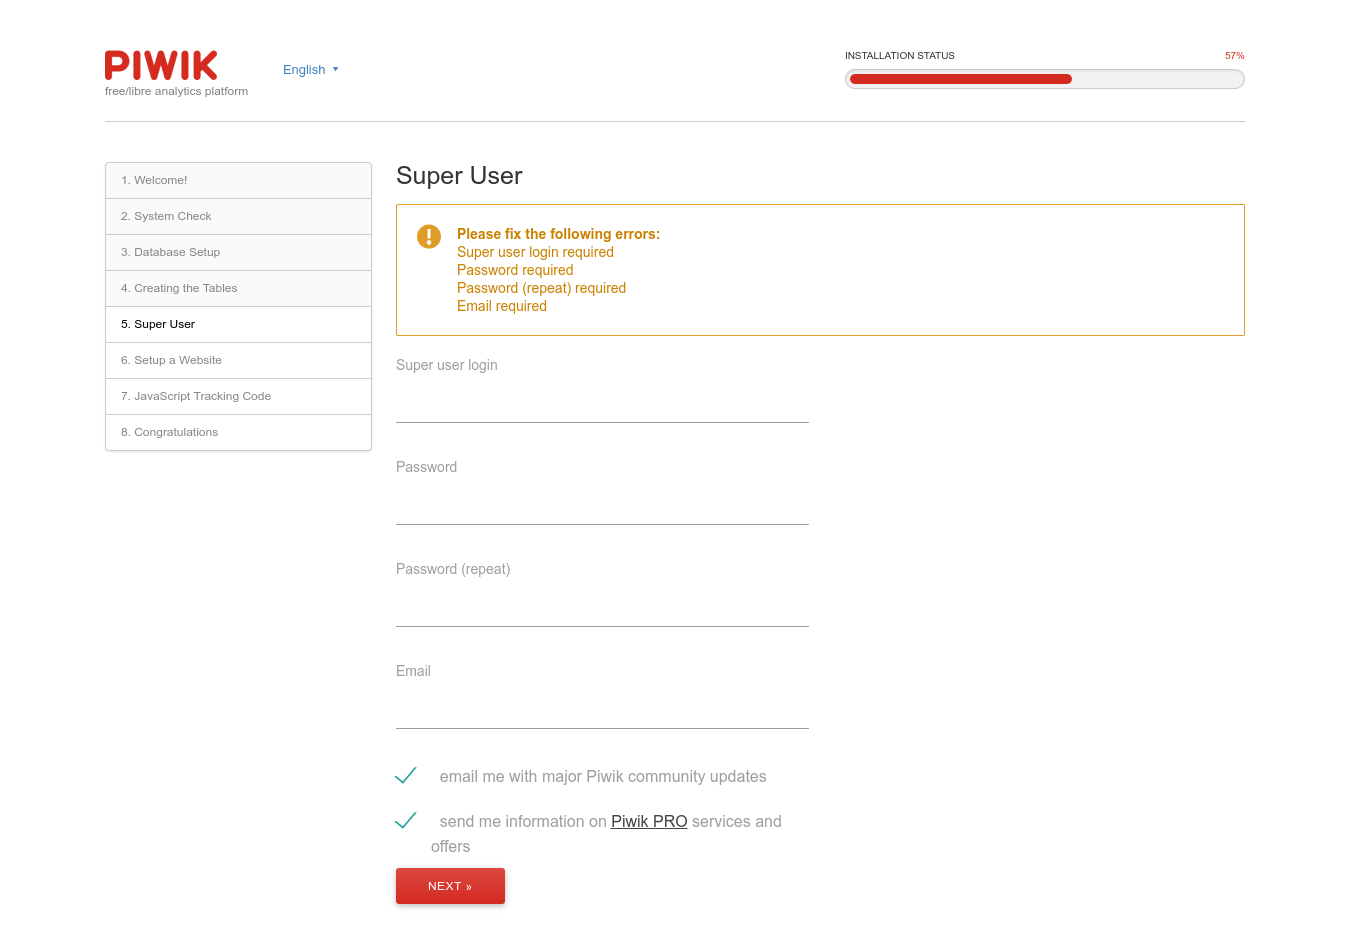 PIWIK
free/libre analytics platform
English
INSTALLATION STATUS 57%
1. Welcome!
2. System Check
3. Database Setup
4. Creating the Tables
5. Super User
6. Setup a Website
7. JavaScript Tracking Code
8. Congratulations
Super User
Please fix the following errors:
Super user login required
Password required
Password (repeat) required
Email required
Super user login
Password
Password (repeat)
Email
email me with major Piwik community updates
send me information on Piwik PRO services and
offers
NEXT »